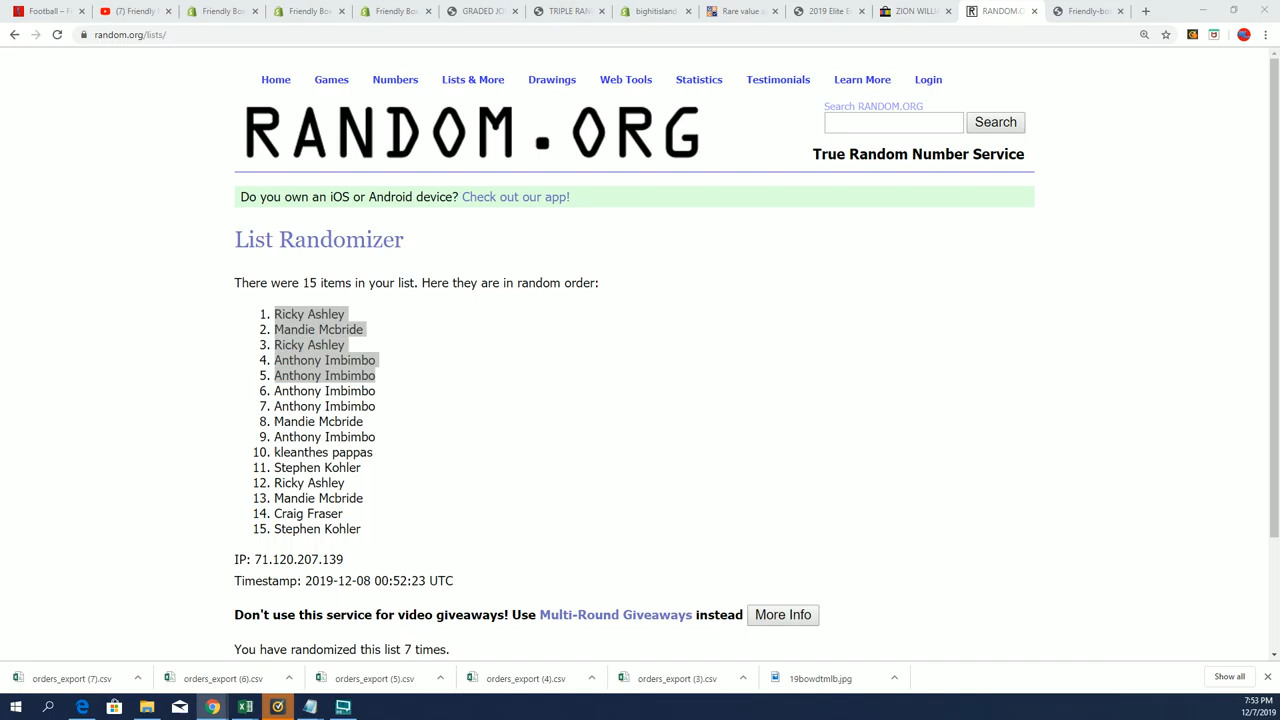 Football – F
(7) Friendly
Friendly Box
Friendly Box
Friendly Box
GRADED JO
TRIPLE RAN
bighitisland
Rare value
2019 Elite E
ZION WILLI
RANDOM.O
Friendly-bo
random.org/lists/
Home Games Numbers Lists & More Drawings Web Tools Statistics Testimonials Learn More Login
RANDOM.ORG
Search RANDOM.ORG
Search
True Random Number Service
Do you own an iOS or Android device? Check out our app!
List Randomizer
There were 15 items in your list. Here they are in random order:
1. Ricky Ashley
2. Mandie Mcbride
3. Ricky Ashley
4. Anthony Imbimbo
5. Anthony Imbimbo
6. Anthony Imbimbo
7. Anthony Imbimbo
8. Mandie Mcbride
9. Anthony Imbimbo
10. kleanthes pappas
11. Stephen Kohler
12. Ricky Ashley
13. Mandie Mcbride
14. Craig Fraser
15. Stephen Kohler
IP: 71.120.207.139
Timestamp: 2019-12-08 00:52:23 UTC
Don't use this service for video giveaways! Use Multi-Round Giveaways instead More Info
You have randomized this list 7 times.
orders_export (7).csv
orders_export (6).csv
orders_export (5).csv
orders_export (4).csv
orders_export (3).csv
19bowdtmlb.jpg
Show all
7:53 PM
12/7/2019